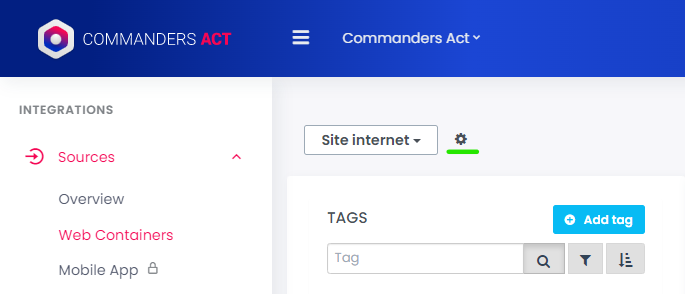 COMMANDERS ACT
Commanders Act
INTEGRATIONS
Sources
Overview
Web Containers
Mobile App
Site internet
TAGS
Add tag
Tag